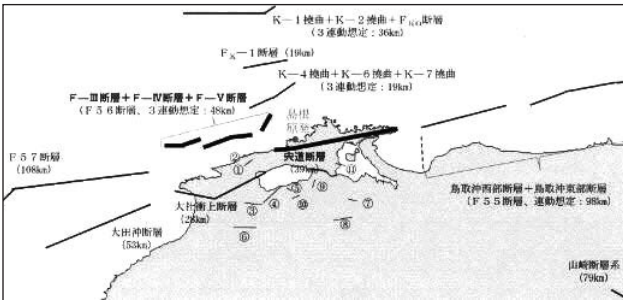 K－1撓曲＋K－2撓曲＋FKO断層
（3連動想定：36km）
FK－1断層（19km）
K－4撓曲＋K－6撓曲＋K－7撓曲
（3連動想定：19km）
F－Ⅲ断層＋F－Ⅳ断層＋F－Ⅴ断層
（F56断層、3連動想定：48km）
島根
原発
F57断層
（108km）
②
①
宍道断層
（39km）
⑪
鳥取沖西部断層＋鳥取沖東部断層
（F55断層、連動想定：98km）
大社衝上断層
（28km）
⑤
⑨
③
④
⑩
⑦
⑧
⑥
大田沖断層
（53km）
山崎断層系
（79km）